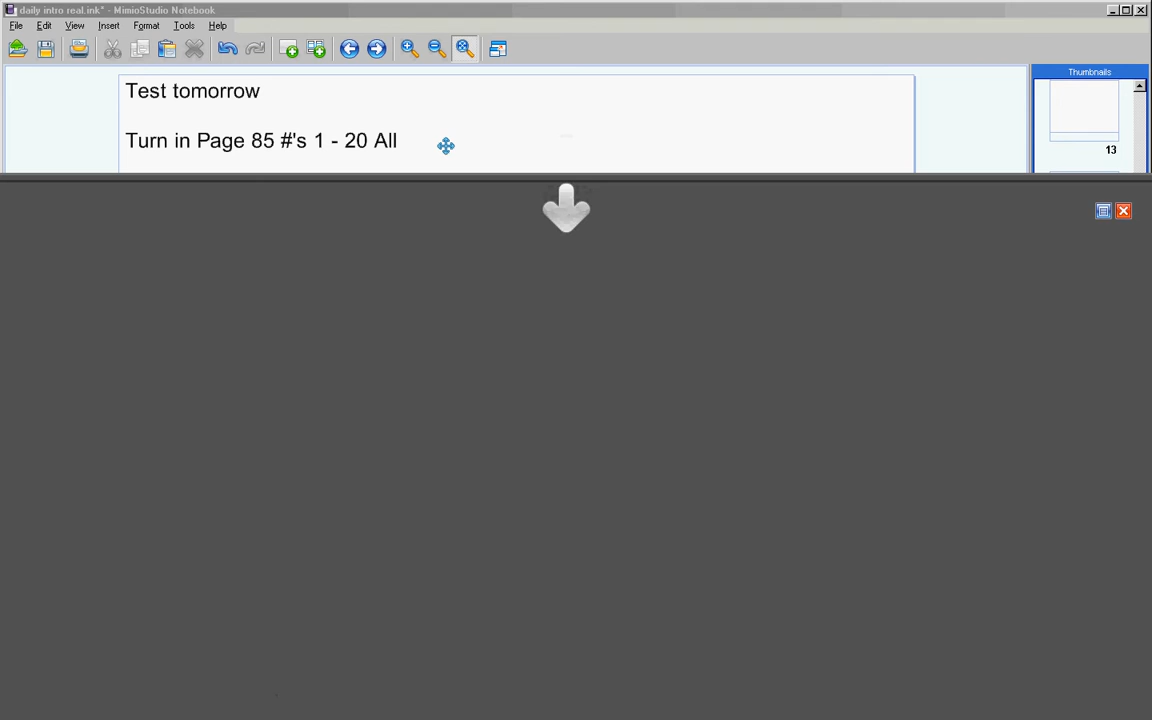 daily intro real.ink* - MimioStudio Notebook
File Edit View Insert Format Tools Help
Thumbnails
Test tomorrow
Turn in Page 85 #'s 1 - 20 All
13